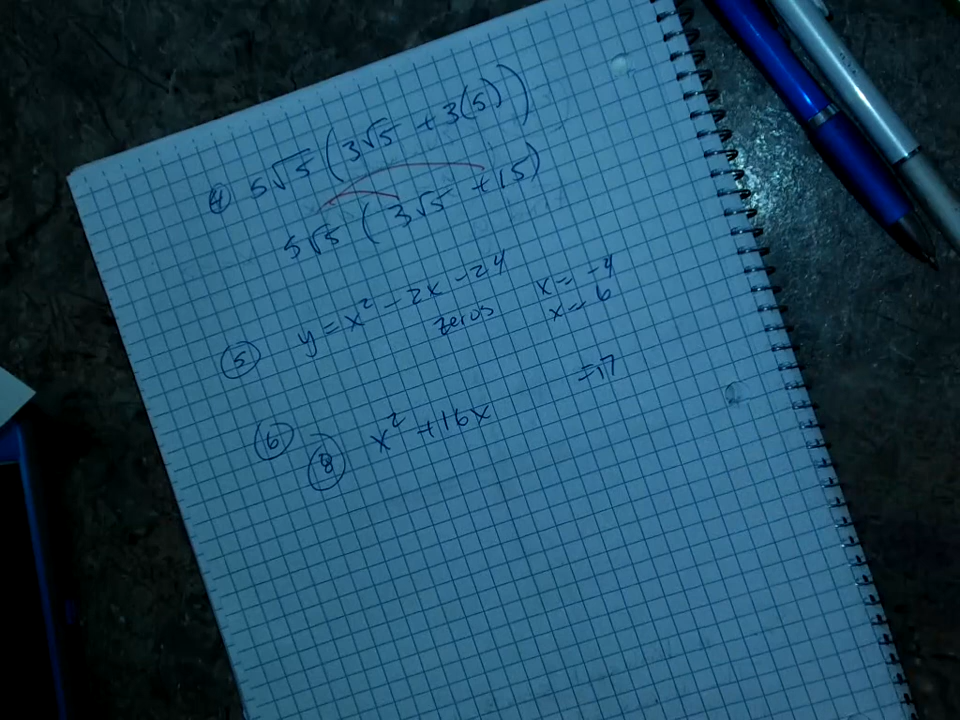 ④ 5√5 (3√5 + 3(5))
5√5 (3√5 + 15)
⑤ y = x² - 2x - 24 zeros x = -4
x = 6
⑥
⑧ x² + 16x = 17